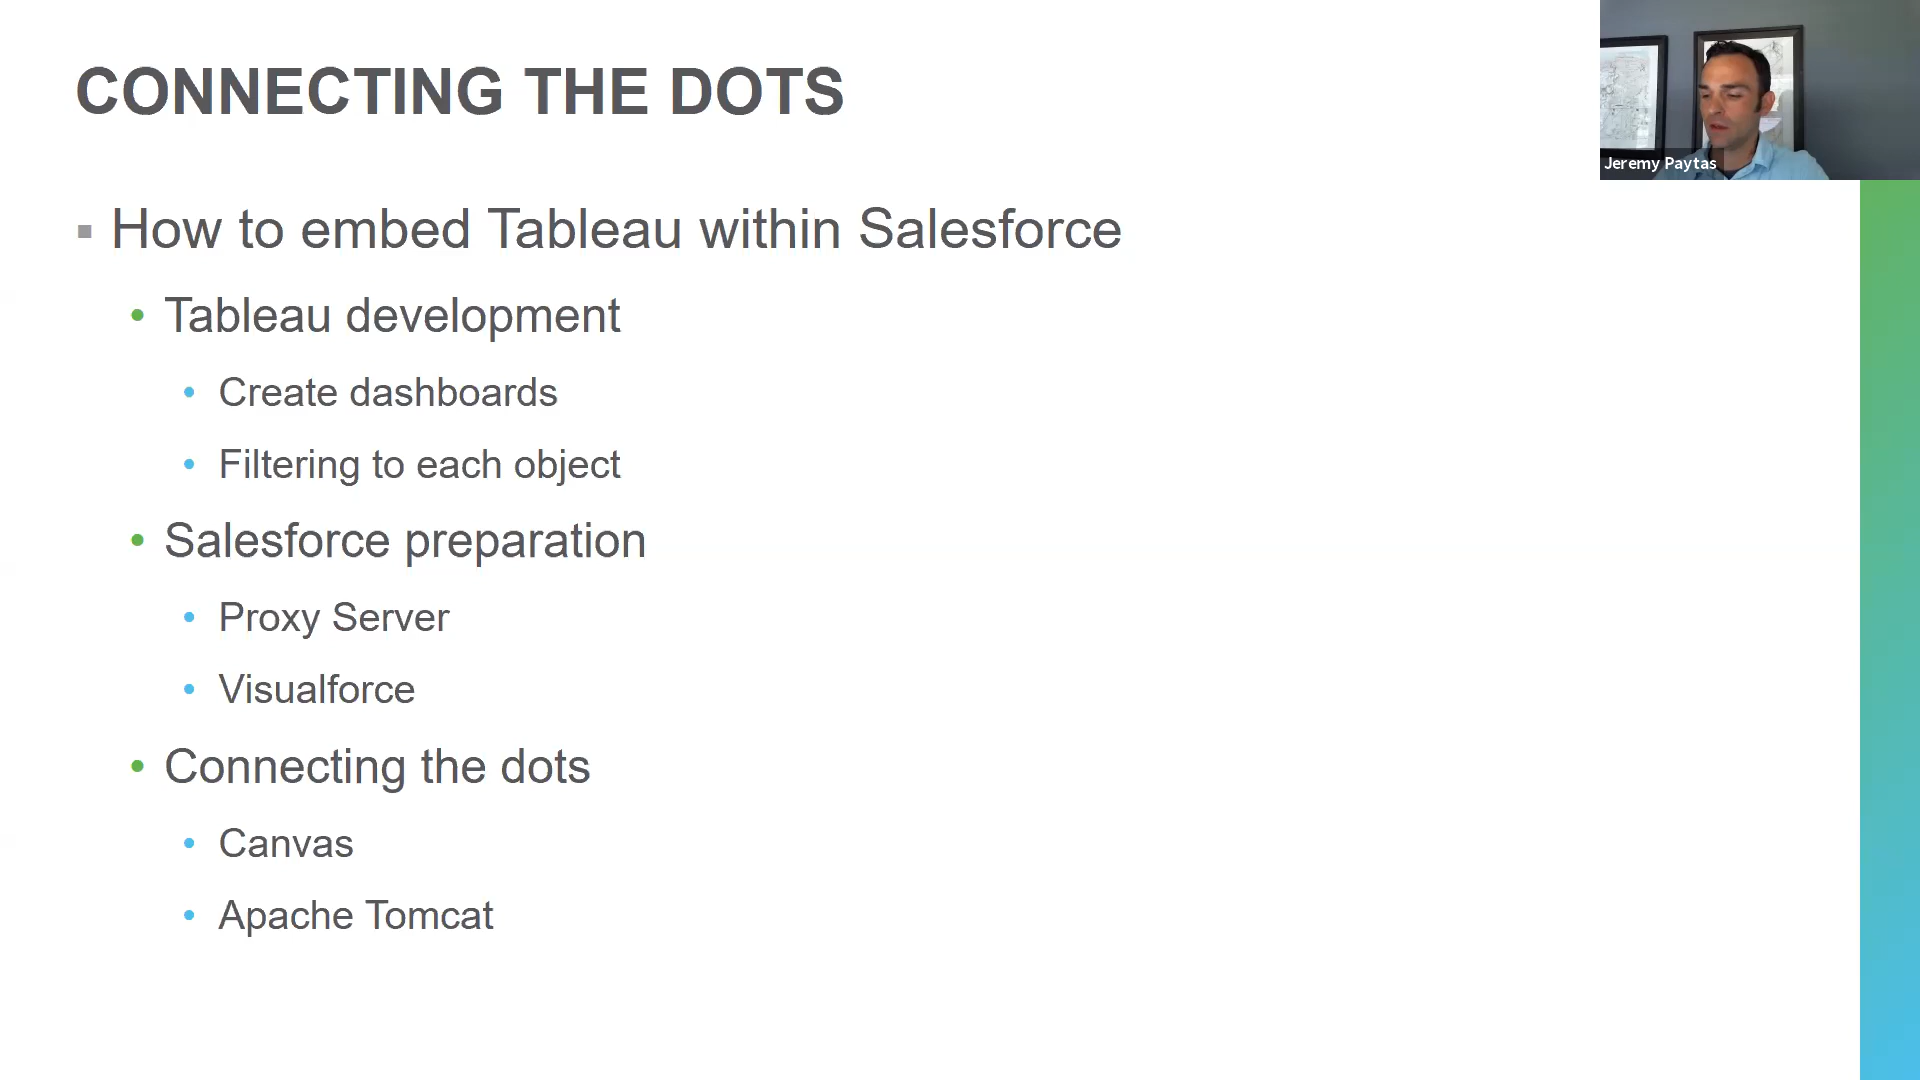 CONNECTING THE DOTS
Jeremy Paytas
How to embed Tableau within Salesforce
Tableau development
Create dashboards
Filtering to each object
Salesforce preparation
Proxy Server
Visualforce
Connecting the dots
Canvas
Apache Tomcat